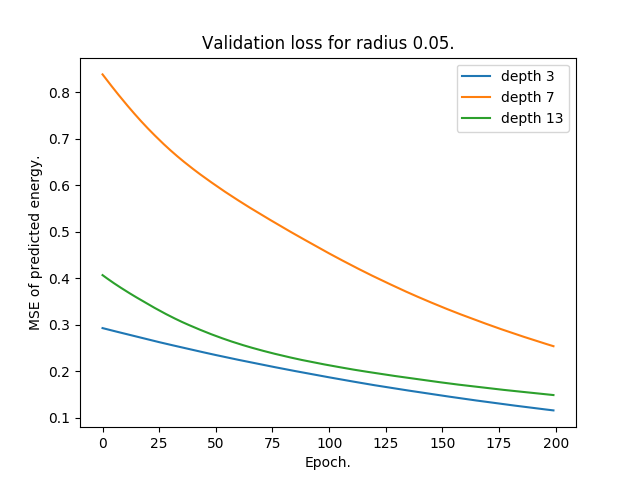 Validation loss for radius 0.05.
depth 3
depth 7
depth 13
MSE of predicted energy.
0.8
0.7
0.6
0.5
0.4
0.3
0.2
0.1
0 25 50 75 100 125 150 175 200
Epoch.